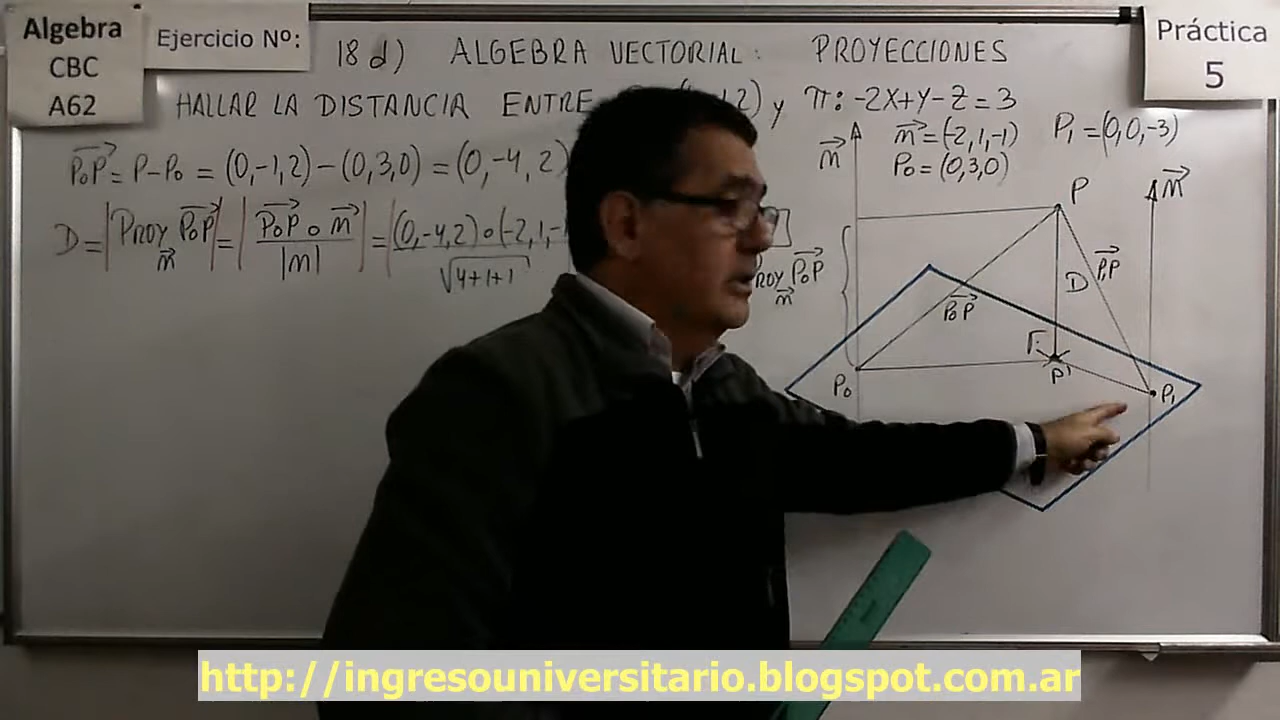 Algebra
CBC
A62
Ejercicio Nº:
18 d) ALGEBRA VECTORIAL: PROYECCIONES
Práctica
5
HALLAR LA DISTANCIA ENTRE 2) y π: -2X+Y-Z=3
P₀P = P-P₀ = (0,-1,2)-(0,3,0) = (0,-4,2)
m = (-2,1,-1) P₁ = (0,0,-3)
P₀ = (0,3,0)
D = |PROY P₀P| = | P₀P o m | = |(0,-4,2) o (-2,1,-1
m |m| √4+1+1
m
P
m
ROY P₀P
m
P₁P
D
P₀P
P'
P₀
P₁
http://ingresouniversitario.blogspot.com.ar